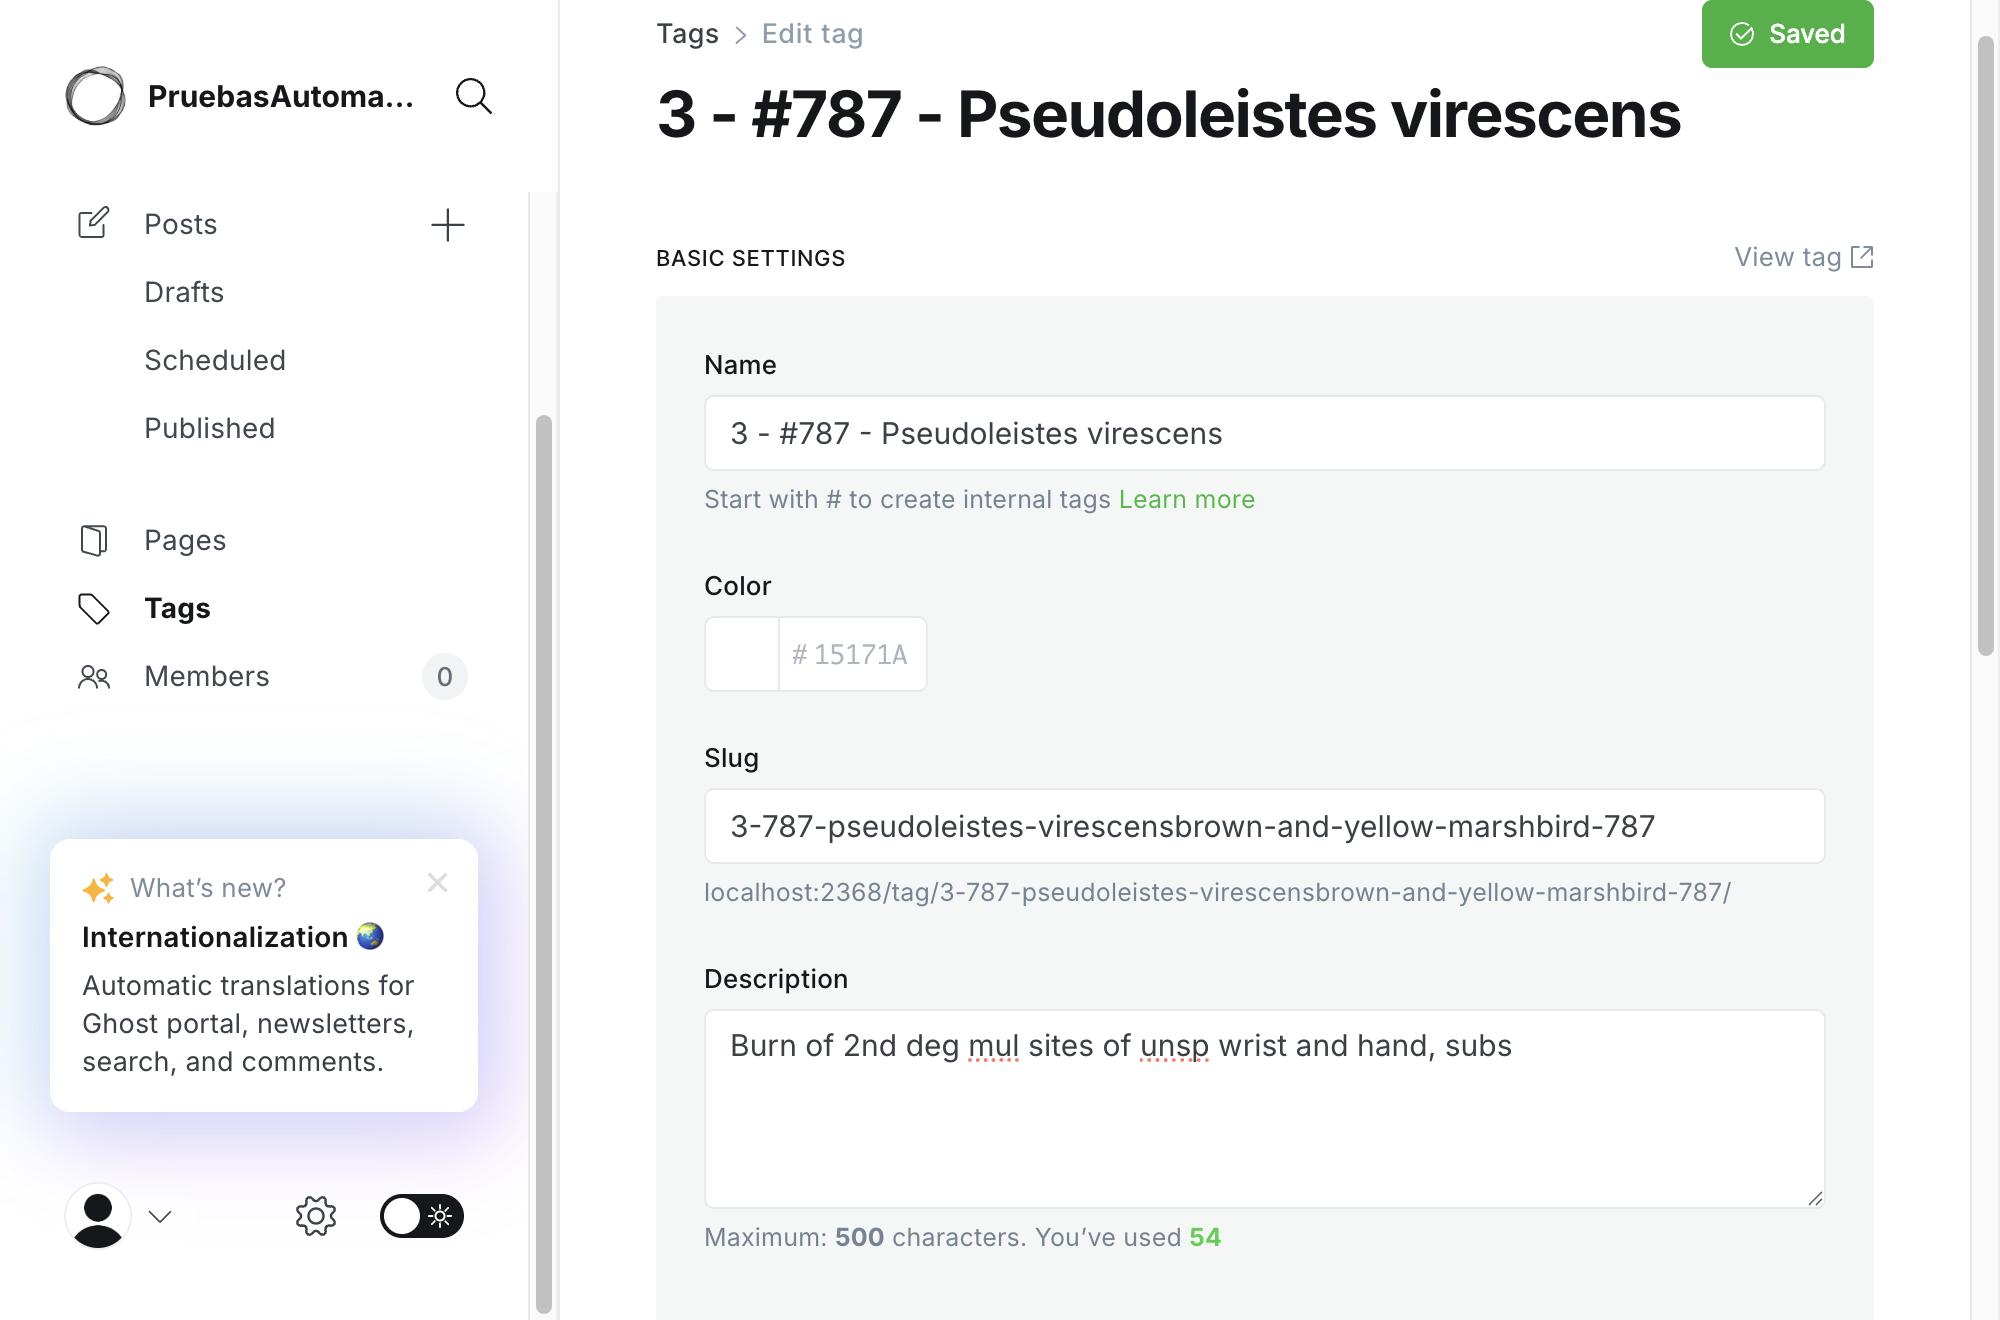 PruebasAutoma...
Posts
Drafts
Scheduled
Published
Pages
Tags
Members
0
What’s new?
Internationalization
Automatic translations for
Ghost portal, newsletters,
search, and comments.
Tags > Edit tag
Saved
3 - #787 - Pseudoleistes virescens
BASIC SETTINGS
View tag
Name
3 - #787 - Pseudoleistes virescens
Start with # to create internal tags Learn more
Color
# 15171A
Slug
3-787-pseudoleistes-virescensbrown-and-yellow-marshbird-787
localhost:2368/tag/3-787-pseudoleistes-virescensbrown-and-yellow-marshbird-787/
Description
Burn of 2nd deg mul sites of unsp wrist and hand, subs
Maximum: 500 characters. You’ve used 54